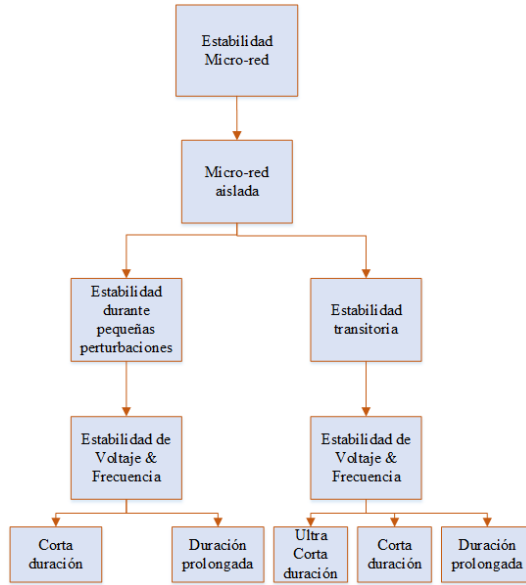 Estabilidad
Micro-red
Micro-red
aislada
Estabilidad
durante
pequeñas
perturbaciones
Estabilidad
transitoria
Estabilidad de
Voltaje &
Frecuencia
Estabilidad de
Voltaje &
Frecuencia
Corta
duración
Duración
prolongada
Ultra
Corta
duración
Corta
duración
Duración
prolongada